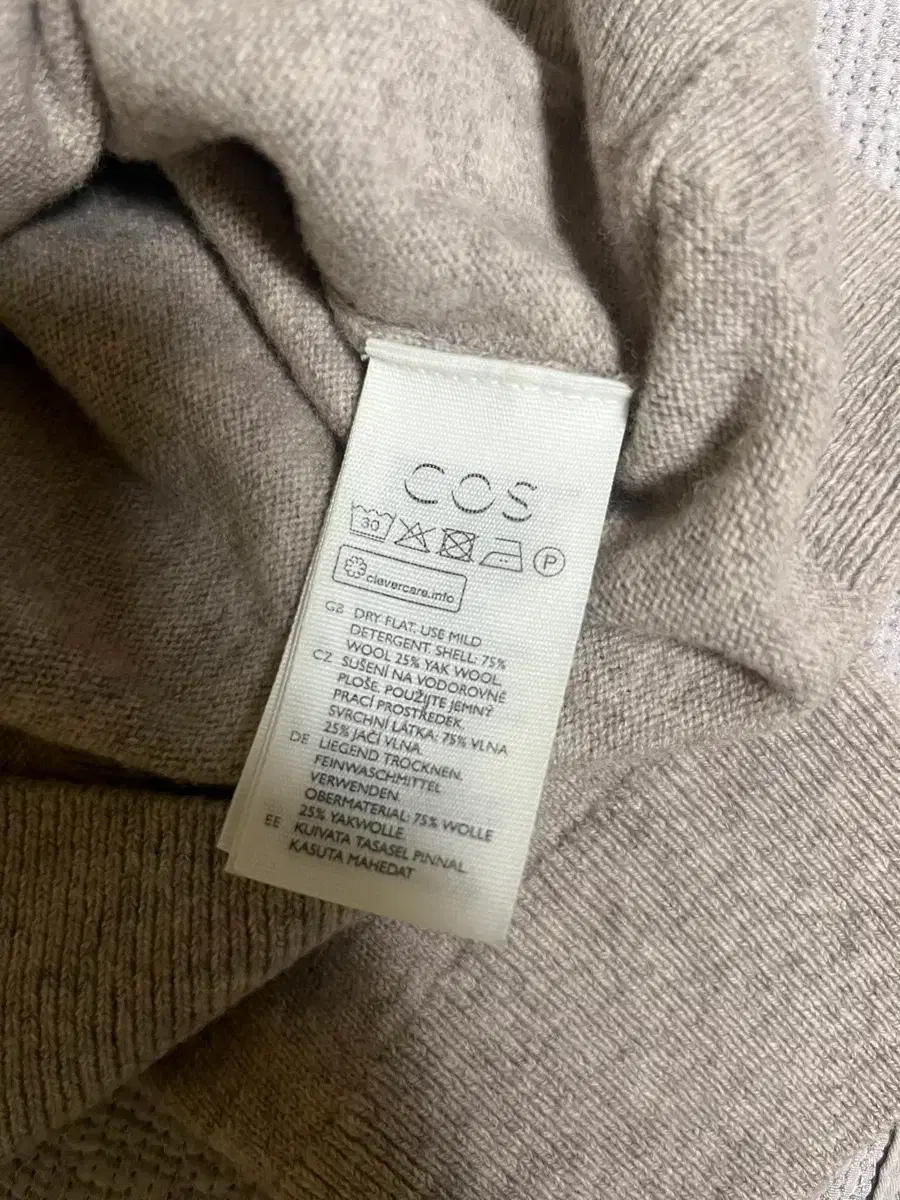 COS
30 P
clevercare.info
GB DRY FLAT. USE MILD
DETERGENT. SHELL: 75%
WOOL 25% YAK WOOL.
CZ SUŠENÍ NA VODOROVNÉ
PLOŠE. POUŽIJTE JEMNÝ
PRACÍ PROSTŘEDEK.
SVRCHNÍ LÁTKA: 75% VLNA
25% JAČÍ VLNA.
DE LIEGEND TROCKNEN.
FEINWASCHMITTEL
VERWENDEN.
OBERMATERIAL: 75% WOLLE
25% YAKWOLLE.
EE KUIVATA TASASEL PINNAL.
KASUTA MAHEDAT